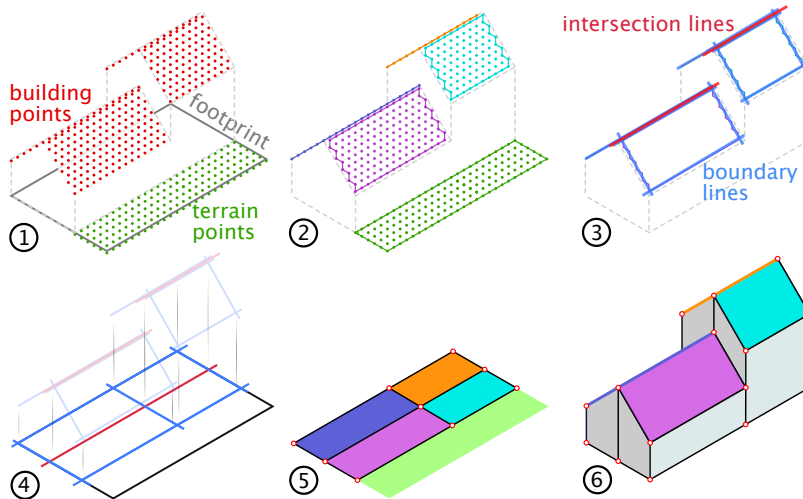 building
points
footprint
terrain
points
1
2
intersection lines
boundary
lines
3
4
5
6